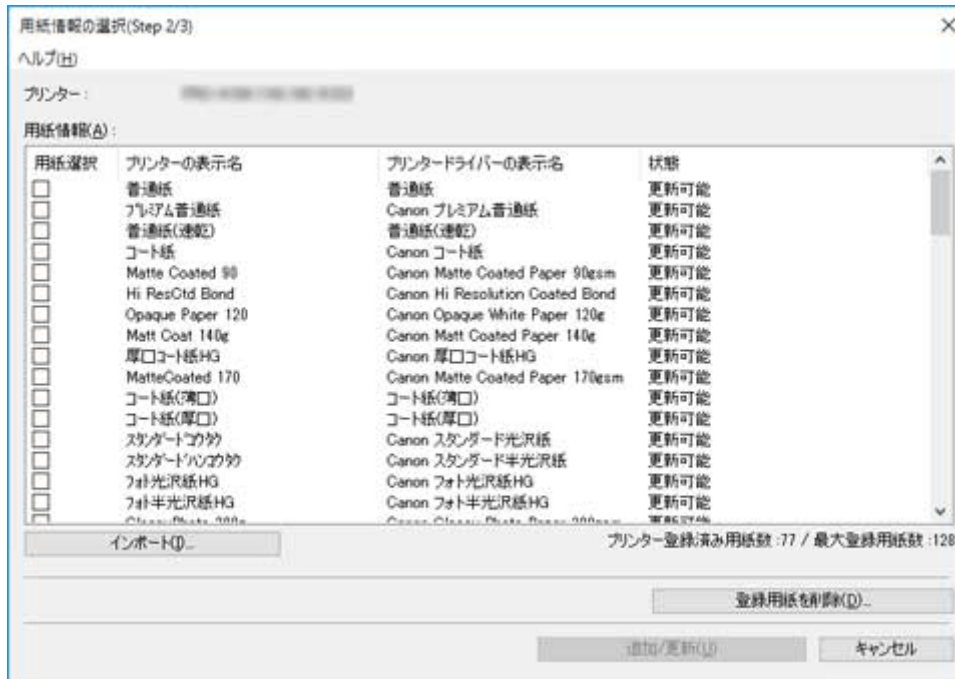 用紙情報の選択(Step 2/3)
ヘルプ(H)
プリンター :
用紙情報(A) :
用紙選択 プリンターの表示名 プリンタードライバーの表示名 状態
普通紙 普通紙 更新可能
プレミアム普通紙 Canon プレミアム普通紙 更新可能
普通紙(速乾) 普通紙(速乾) 更新可能
コート紙 Canon コート紙 更新可能
Matte Coated 90 Canon Matte Coated Paper 90gsm 更新可能
Hi ResCtd Bond Canon Hi Resolution Coated Bond 更新可能
Opaque Paper 120 Canon Opaque White Paper 120g 更新可能
Matt Coat 140g Canon Matt Coated Paper 140g 更新可能
厚口コート紙HG Canon 厚口コート紙HG 更新可能
MatteCoated 170 Canon Matte Coated Paper 170gsm 更新可能
コート紙(薄口) コート紙(薄口) 更新可能
コート紙(厚口) コート紙(厚口) 更新可能
スタンダードコウタク Canon スタンダード光沢紙 更新可能
スタンダードハンコウタク Canon スタンダード半光沢紙 更新可能
フォト光沢紙HG Canon フォト光沢紙HG 更新可能
フォト半光沢紙HG Canon フォト半光沢紙HG 更新可能
インポート(I)... プリンター登録済み用紙数 :77 / 最大登録用紙数 :128
登録用紙を削除(D)...
追加/更新(U) キャンセル